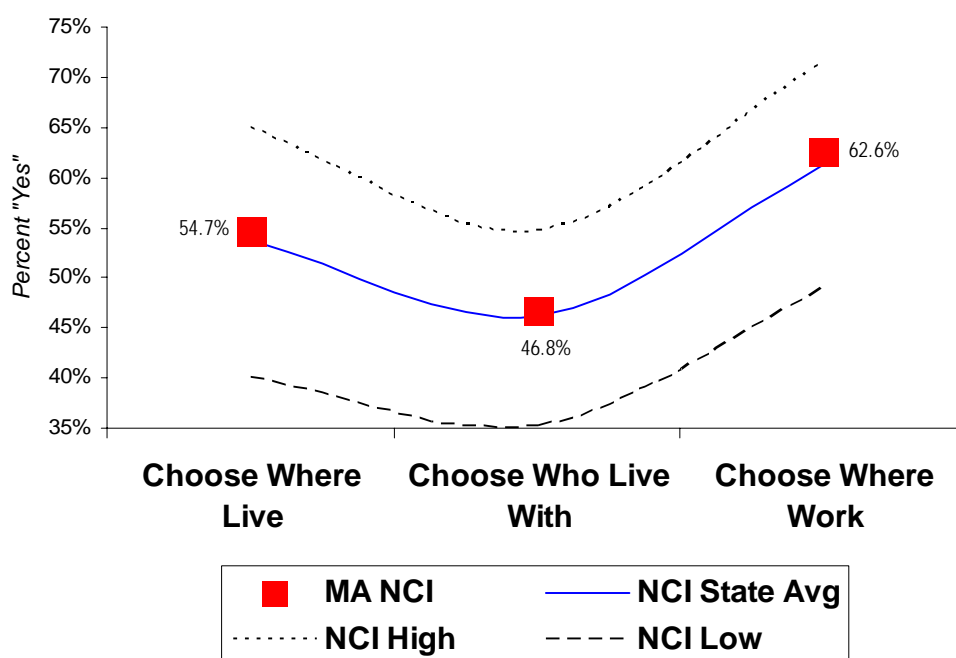 75%
70%
65%
60%
55%
50%
45%
40%
35%
Percent "Yes"
54.7%
46.8%
62.6%
Choose Where
Live
Choose Who Live
With
Choose Where
Work
MA NCI
NCI State Avg
NCI High
NCI Low